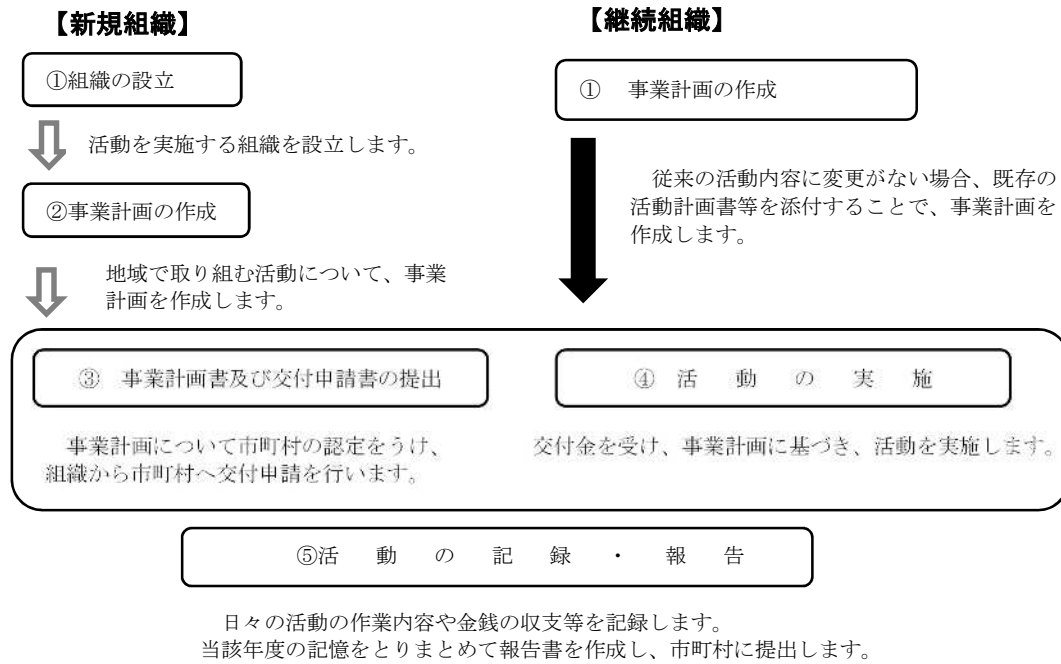 【新規組織】
①組織の設立
活動を実施する組織を設立します。
②事業計画の作成
地域で取り組む活動について、事業
計画を作成します。
【継続組織】
① 事業計画の作成
従来の活動内容に変更がない場合、既存の
活動計画書等を添付することで、事業計画を
作成します。
③ 事業計画書及び交付申請書の提出
事業計画について市町村の認定をうけ、
組織から市町村へ交付申請を行います。
④ 活 動 の 実 施
交付金を受け、事業計画に基づき、活動を実施します。
⑤活 動 の 記 録 ・ 報 告
日々の活動の作業内容や金銭の収支等を記録します。
当該年度の記憶をとりまとめて報告書を作成し、市町村に提出します。